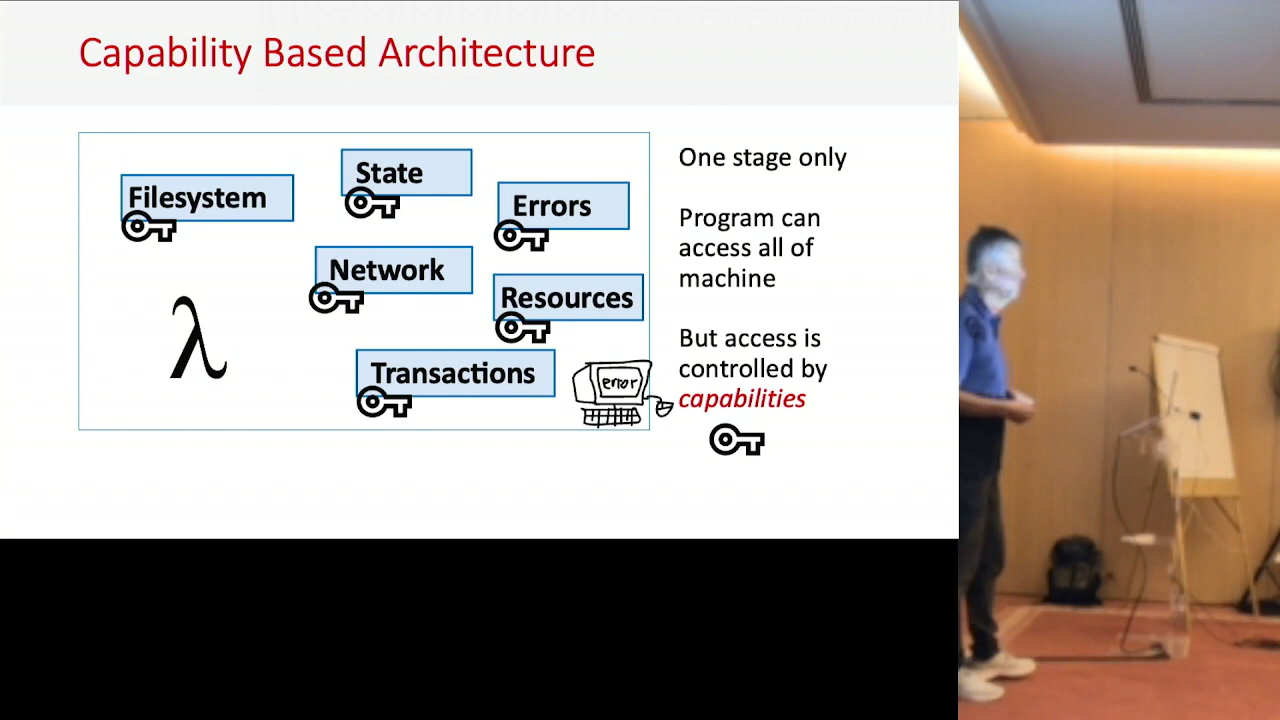 Capability Based Architecture
Filesystem
State
Errors
Network
Resources
λ
Transactions
error
One stage only
Program can
access all of
machine
But access is
controlled by
capabilities